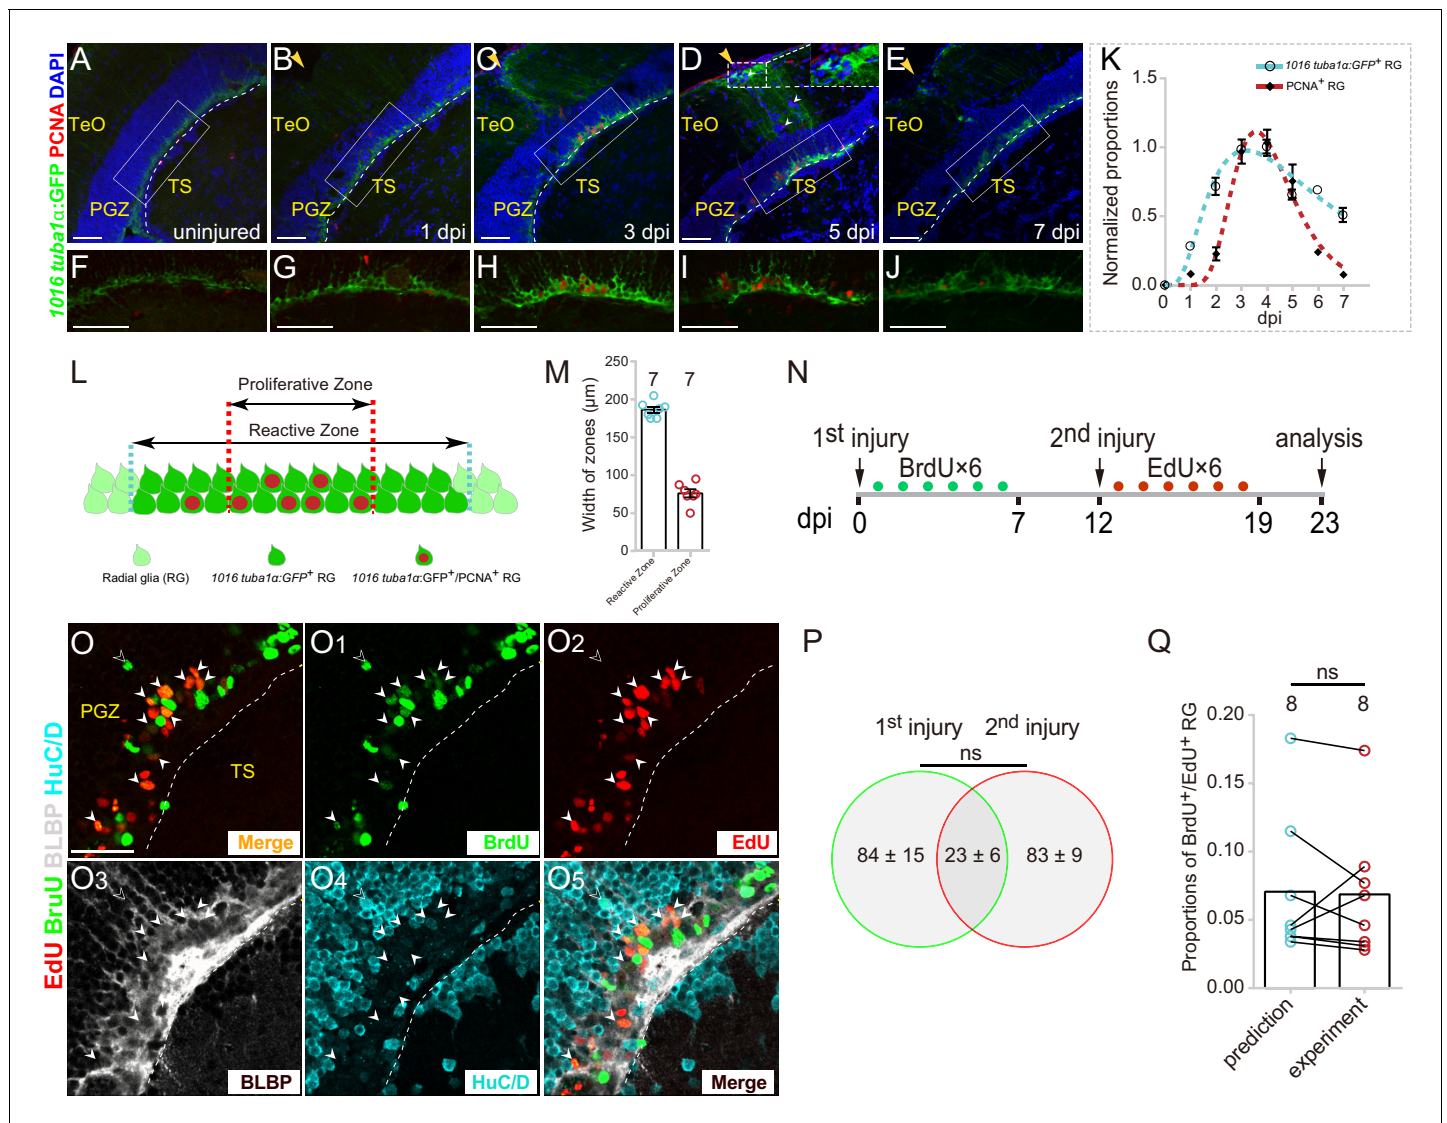 1016 tuba1α:GFP PCNA DAPI
A
TeO
TS
PGZ
uninjured
B
TeO
TS
PGZ
1 dpi
C
TeO
TS
PGZ
3 dpi
D
TeO
TS
PGZ
5 dpi
E
TeO
TS
PGZ
7 dpi
F
G
H
I
J
K
1016 tuba1α:GFP+ RG
PCNA+ RG
Normalized proportions
1.5
1.0
0.5
0.0
0 1 2 3 4 5 6 7
dpi
L
Proliferative Zone
Reactive Zone
Radial glia (RG)
1016 tuba1α:GFP+ RG
1016 tuba1α:GFP+/PCNA+ RG
M
Width of zones (μm)
250
200
150
100
50
0
7 7
Reactive Zone
Proliferative Zone
N
1st injury
2nd injury
analysis
BrdU×6
EdU×6
dpi
0 7 12 19 23
EdU BruU BLBP HuC/D
O
PGZ
TS
Merge
O1
BrdU
O2
EdU
O3
BLBP
O4
HuC/D
O5
Merge
P
1st injury 2nd injury
ns
84 ± 15 23 ± 6 83 ± 9
Q
ns
8 8
Proportions of BrdU+/EdU+ RG
0.20
0.15
0.10
0.05
0.00
prediction
experiment